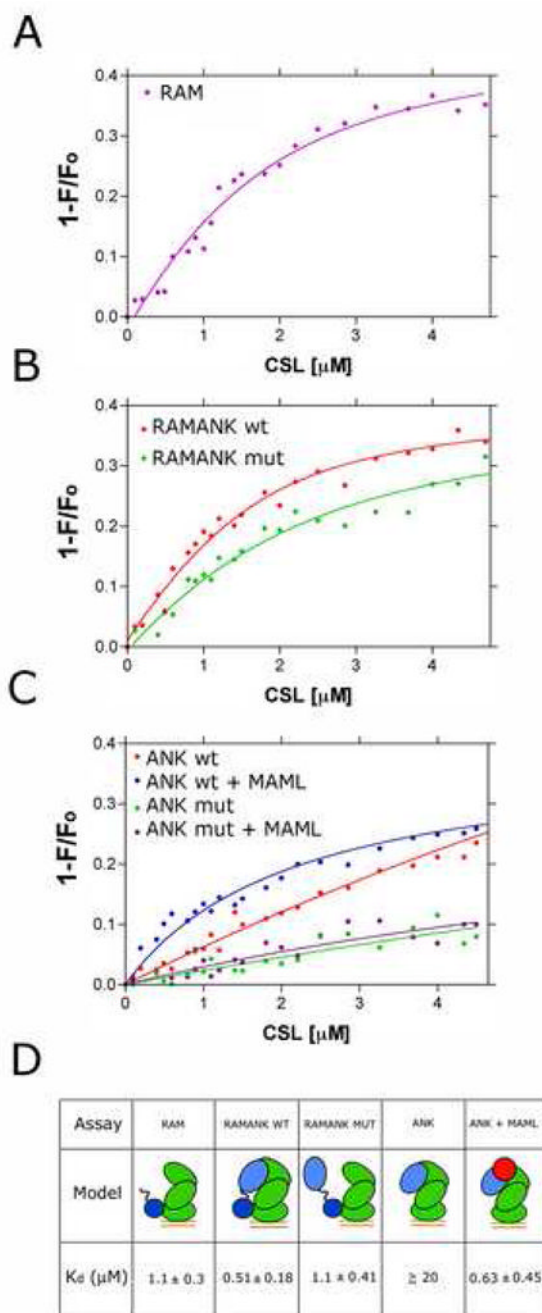 A
0.4
RAM
0.3
0.2
0.1
0.0
1-F/Fo
0 1 2 3 4
CSL [μM]
B
0.4
RAMANK wt
RAMANK mut
0.3
0.2
0.1
0.0
1-F/Fo
0 1 2 3 4
CSL [μM]
C
0.4
ANK wt
ANK wt + MAML
ANK mut
ANK mut + MAML
0.3
0.2
0.1
0.0
1-F/Fo
0 1 2 3 4
CSL [μM]
D
Assay RAM RAMANK WT RAMANK MUT ANK ANK + MAML
Model
Kd (μM) 1.1 ± 0.3 0.51 ± 0.18 1.1 ± 0.41 ≥ 20 0.63 ± 0.45